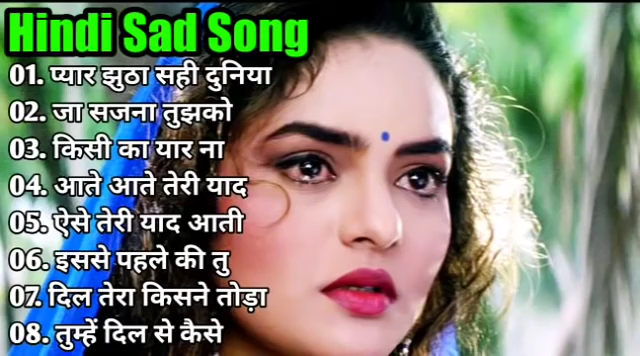 Hindi Sad Song
01. प्यार झुठा सही दुनिया
02. जा सजना तुझको
03. किसी का यार ना
04. आते आते तेरी याद
05. ऐसे तेरी याद आती
06. इससे पहले की तु
07. दिल तेरा किसने तोड़ा
08. तुम्हें दिल से कैसे